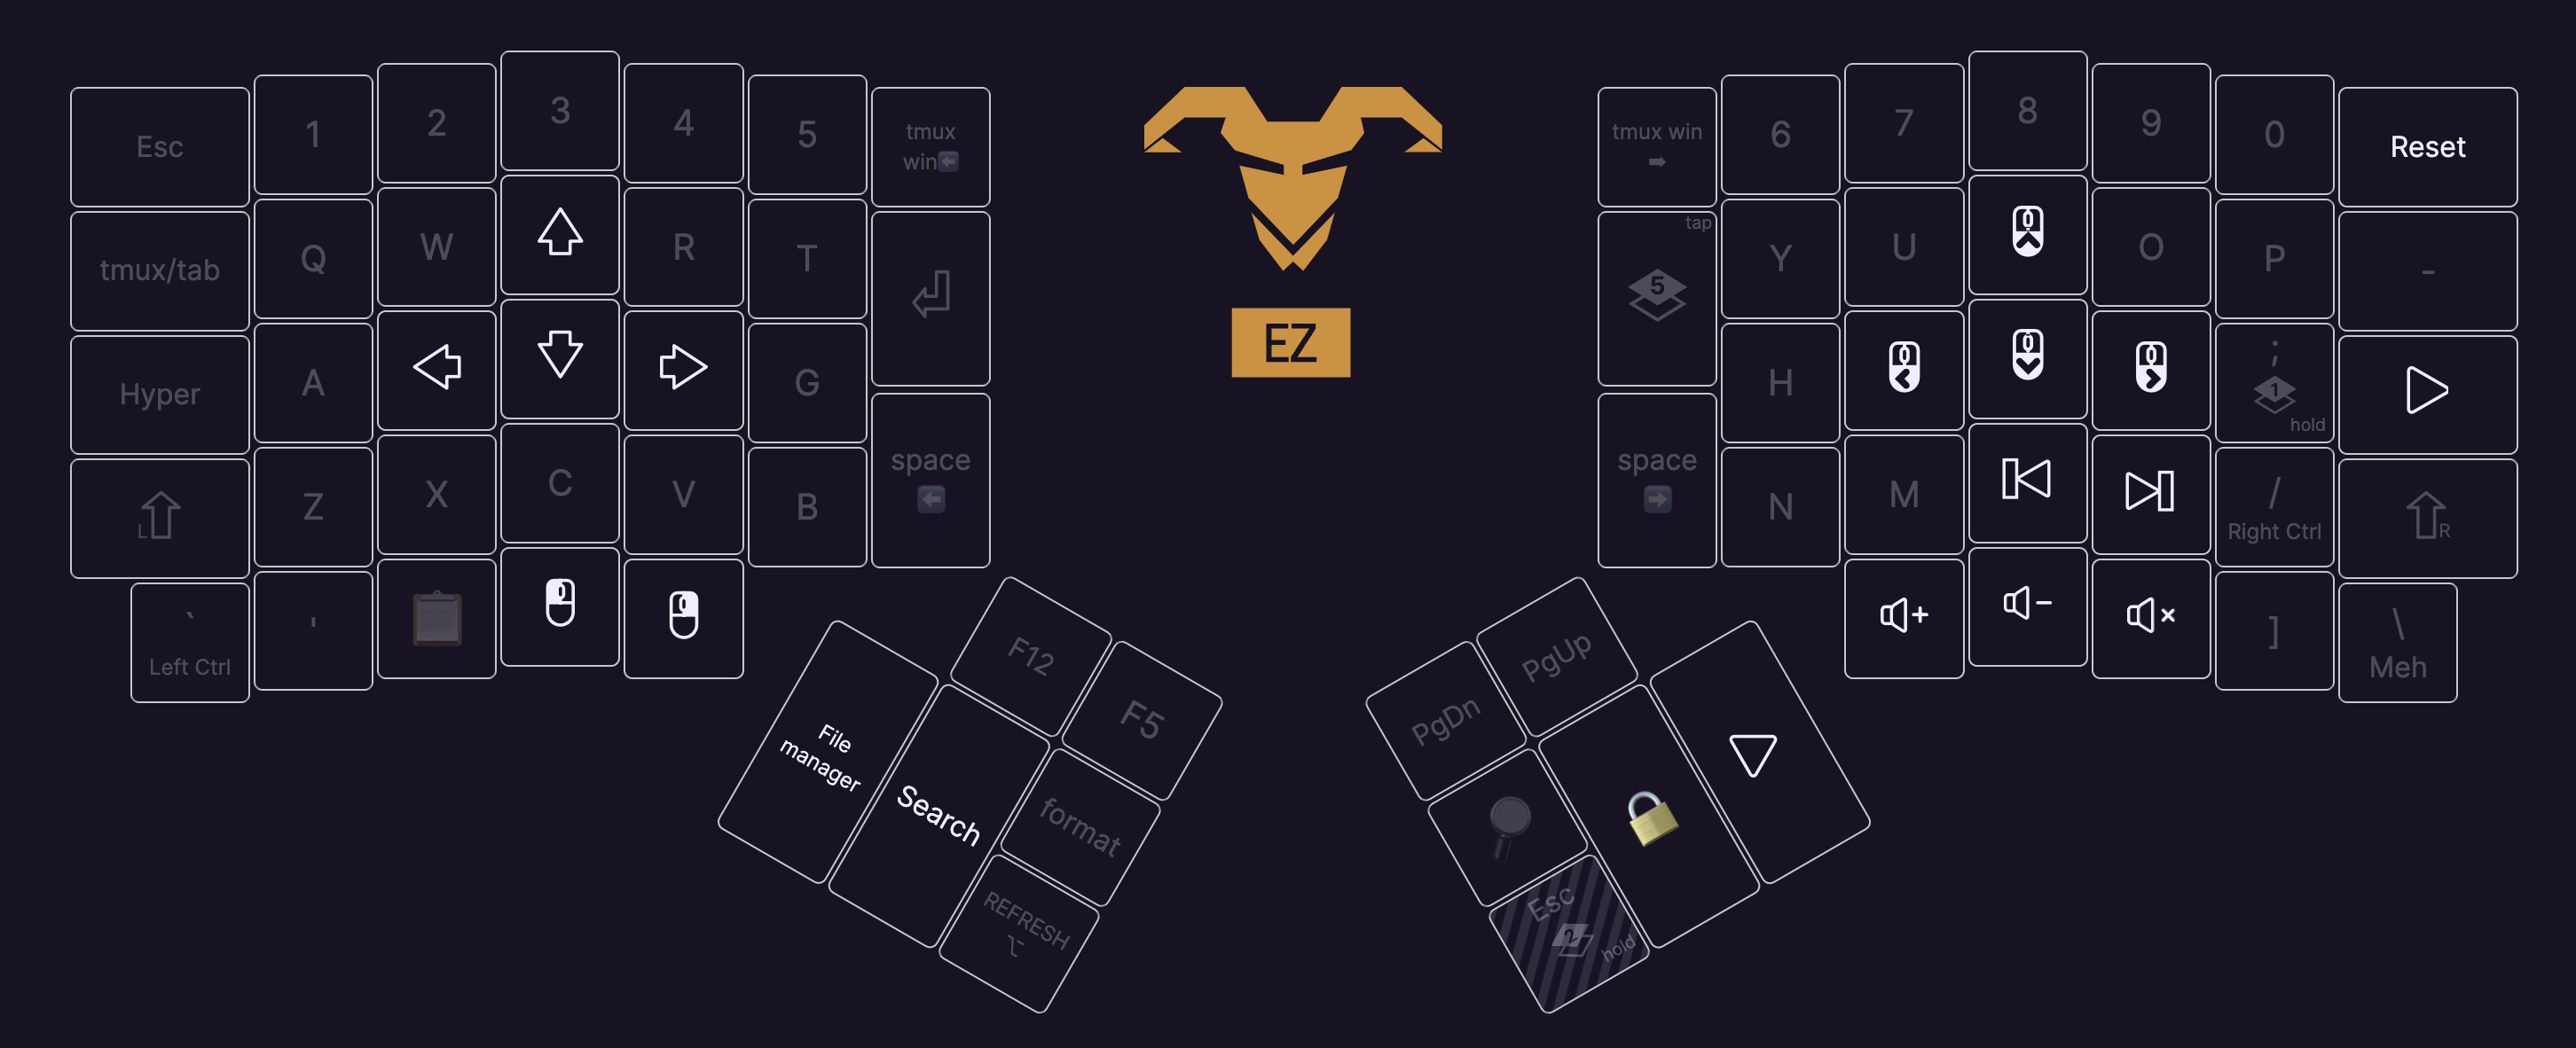 Esc
1
2
3
4
5
tmux
win⬅
tmux win
➡
6
7
8
9
0
Reset
tmux/tab
Q
W
R
T
tap
5
Y
U
O
P
-
EZ
Hyper
A
G
H
;
1
hold
L
Z
X
C
V
B
space
⬅
space
➡
N
M
/
Right Ctrl
R
`
Left Ctrl
'
]
\
Meh
F12
F5
File
manager
Search
format
REFRESH
⌥
PgUp
PgDn
Esc
2
hold